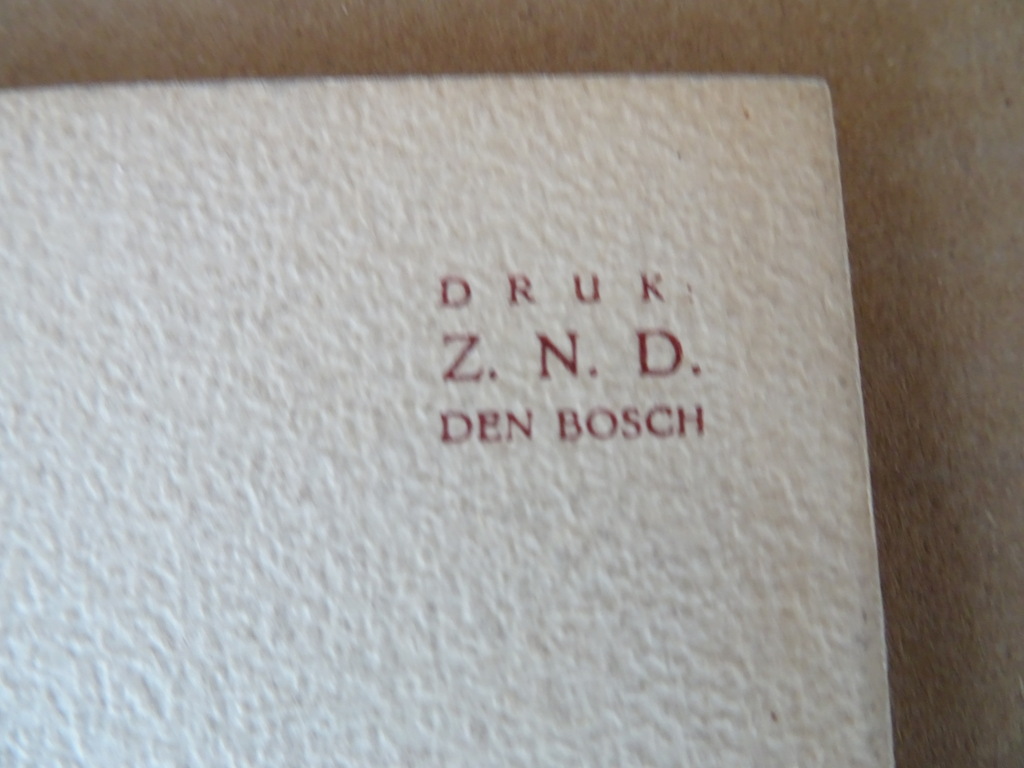 DRUK:
Z. N. D.
DEN BOSCH